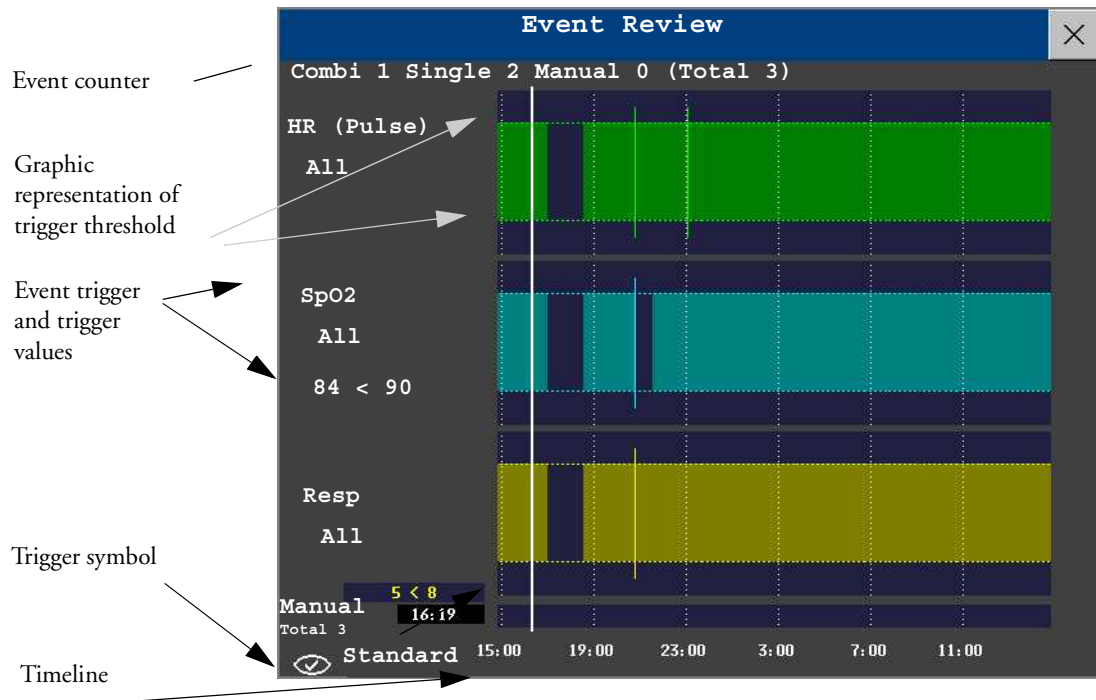 Event Review
Event counter
Combi 1 Single 2 Manual 0 (Total 3)
HR (Pulse)
All
Graphic
representation of
trigger threshold
Event trigger
and trigger
values
SpO2
All
84 < 90
Resp
All
Trigger symbol
5 < 8
Manual
16:19
Total 3
Standard
15:00 19:00 23:00 3:00 7:00 11:00
Timeline